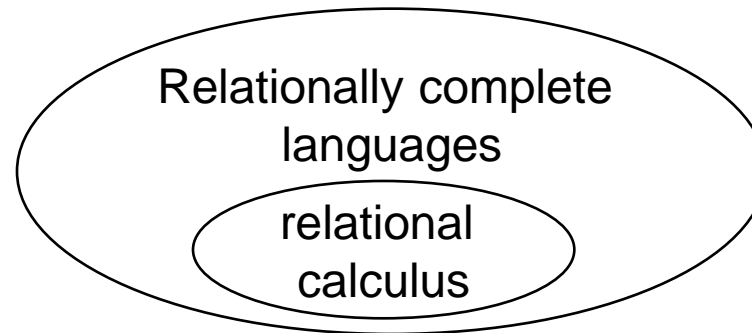 Relationally complete
languages
relational
calculus